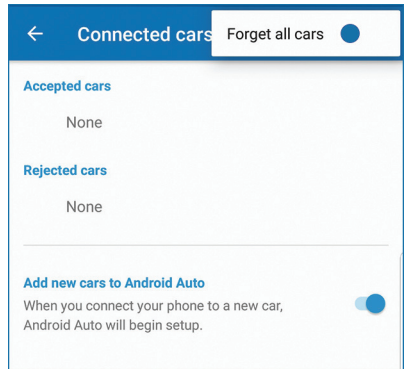 Connected cars
Forget all cars
Accepted cars
None
Rejected cars
None
Add new cars to Android Auto
When you connect your phone to a new car,
Android Auto will begin setup.